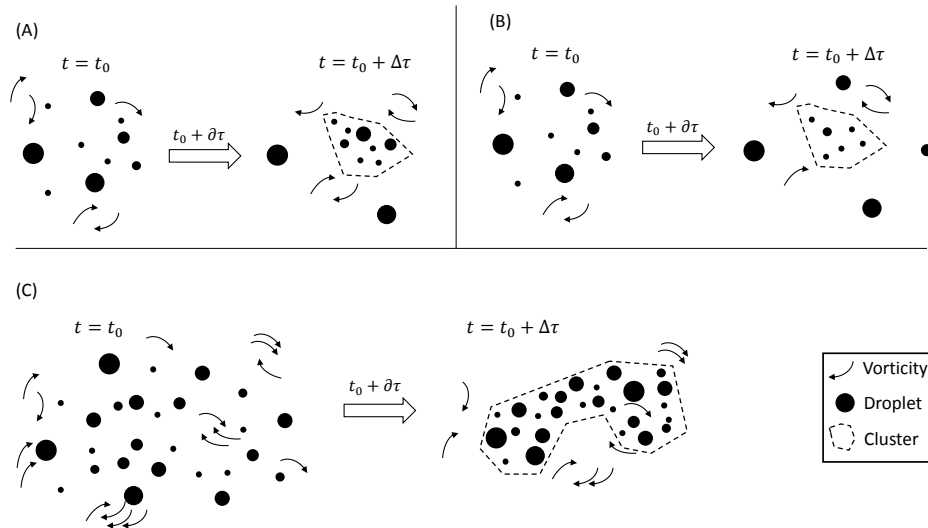 (A)
t = t₀
t = t₀ + Δτ
t₀ + ∂τ
(B)
t = t₀
t = t₀ + Δτ
t₀ + ∂τ
(C)
t = t₀
t = t₀ + Δτ
t₀ + ∂τ
Vorticity
Droplet
Cluster